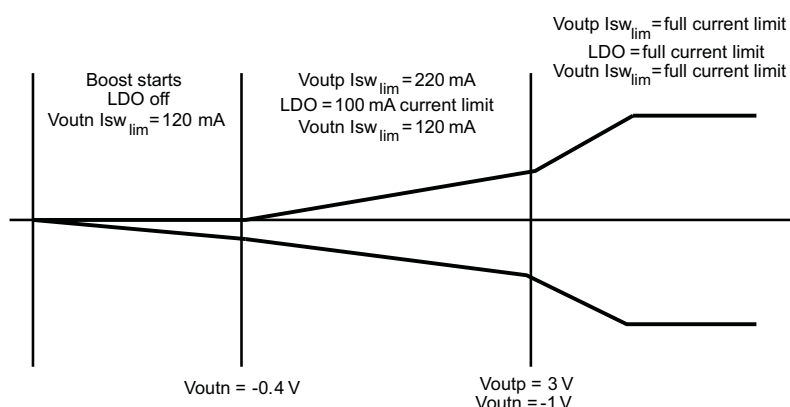 Boost starts
LDO off
Voutn Isw_lim = 120 mA
Voutp Isw_lim = 220 mA
LDO = 100 mA current limit
Voutn Isw_lim = 120 mA
Voutp Isw_lim = full current limit
LDO = full current limit
Voutn Isw_lim = full current limit
Voutn = -0.4 V
Voutp = 3 V
Voutn = -1 V